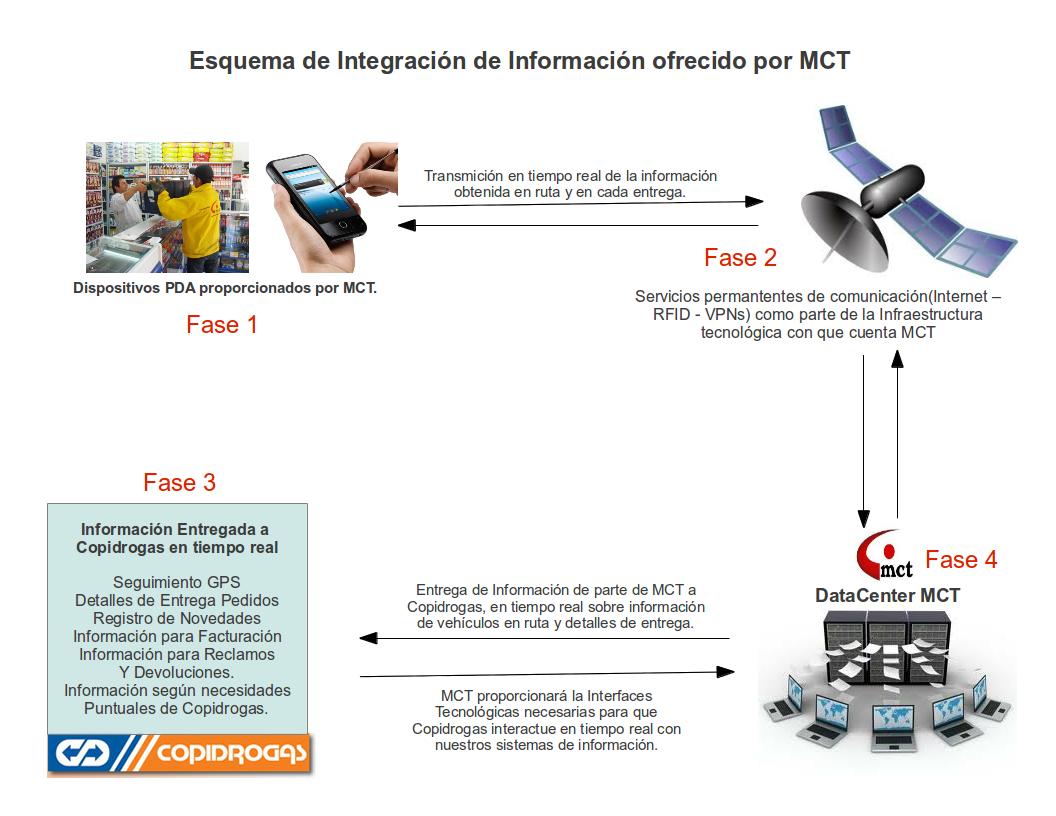 Esquema de Integración de Información ofrecido por MCT
Transmición en tiempo real de la información
obtenida en ruta y en cada entrega.
Dispositivos PDA proporcionados por MCT.
Fase 1
Fase 2
Servicios permantentes de comunicación(Internet –
RFID - VPNs) como parte de la Infraestructura
tecnológica con que cuenta MCT
Fase 3
Información Entregada a
Copidrogas en tiempo real
Seguimiento GPS
Detalles de Entrega Pedidos
Registro de Novedades
Información para Facturación
Información para Reclamos
Y Devoluciones.
Información según necesidades
Puntuales de Copidrogas.
COPIDROGAS
Entrega de Información de parte de MCT a
Copidrogas, en tiempo real sobre información
de vehículos en ruta y detalles de entrega.
MCT proporcionará la Interfaces
Tecnológicas necesarias para que
Copidrogas interactue en tiempo real con
nuestros sistemas de información.
mct
Fase 4
DataCenter MCT